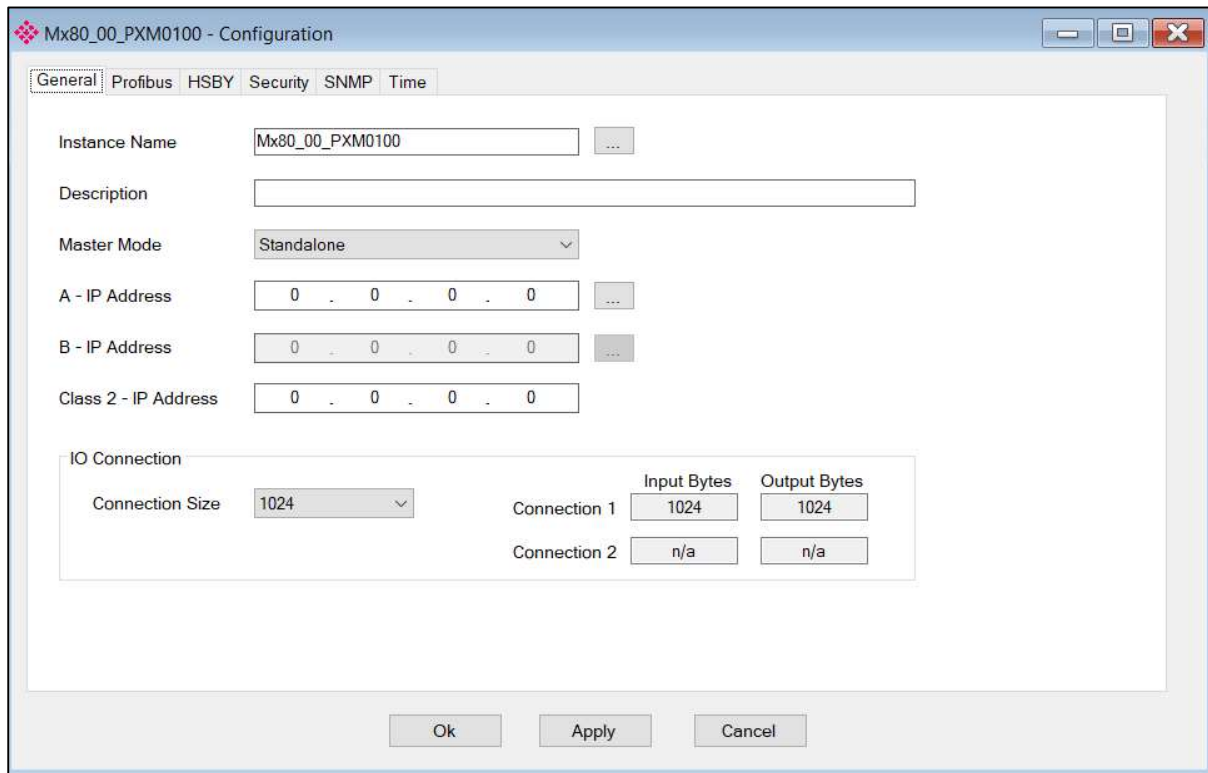 Mx80_00_PXM0100 - Configuration
General Profibus HSBY Security SNMP Time
Instance Name Mx80_00_PXM0100 ...
Description
Master Mode Standalone
A - IP Address 0 . 0 . 0 . 0 ...
B - IP Address 0 . 0 . 0 . 0 ...
Class 2 - IP Address 0 . 0 . 0 . 0
IO Connection
Input Bytes Output Bytes
Connection Size 1024 Connection 1 1024 1024
Connection 2 n/a n/a
Ok Apply Cancel